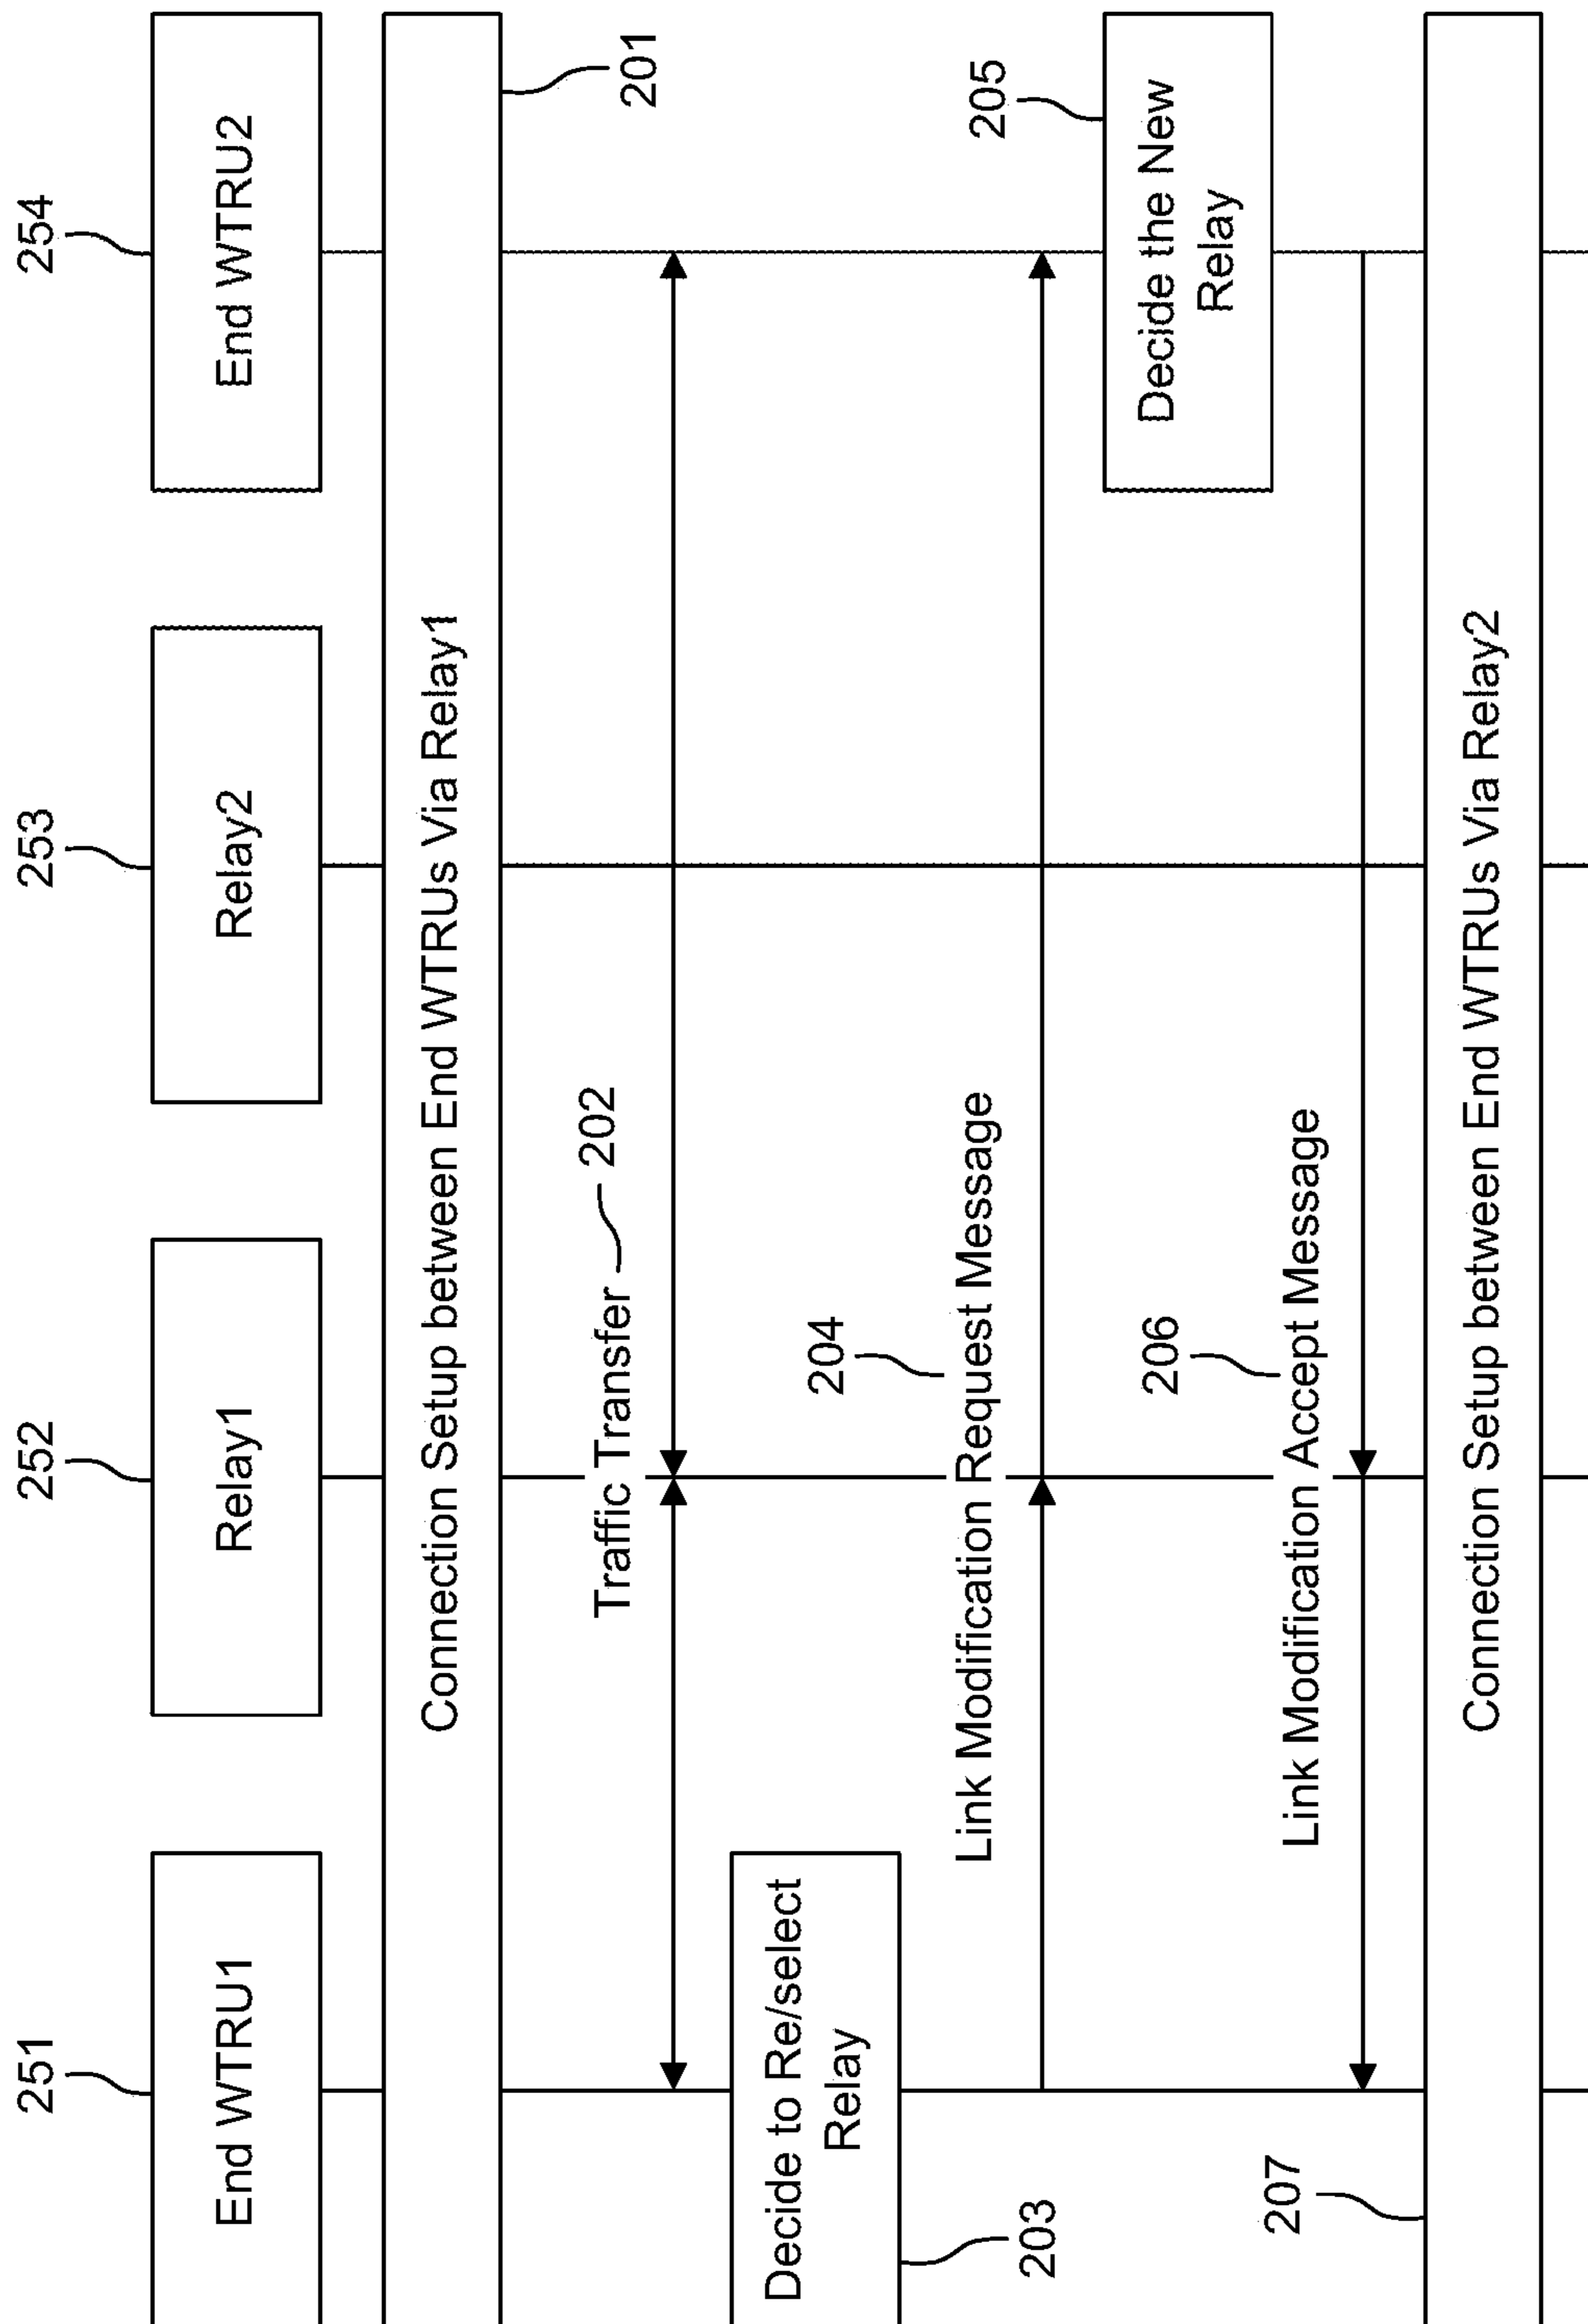 251
252
253
254
End WTRU1
Relay1
Relay2
End WTRU2
Connection Setup between End WTRUs Via Relay1
201
Traffic Transfer
202
Decide to Re/select
Relay
203
204
Link Modification Request Message
205
Decide the New
Relay
206
Link Modification Accept Message
207
Connection Setup between End WTRUs Via Relay2